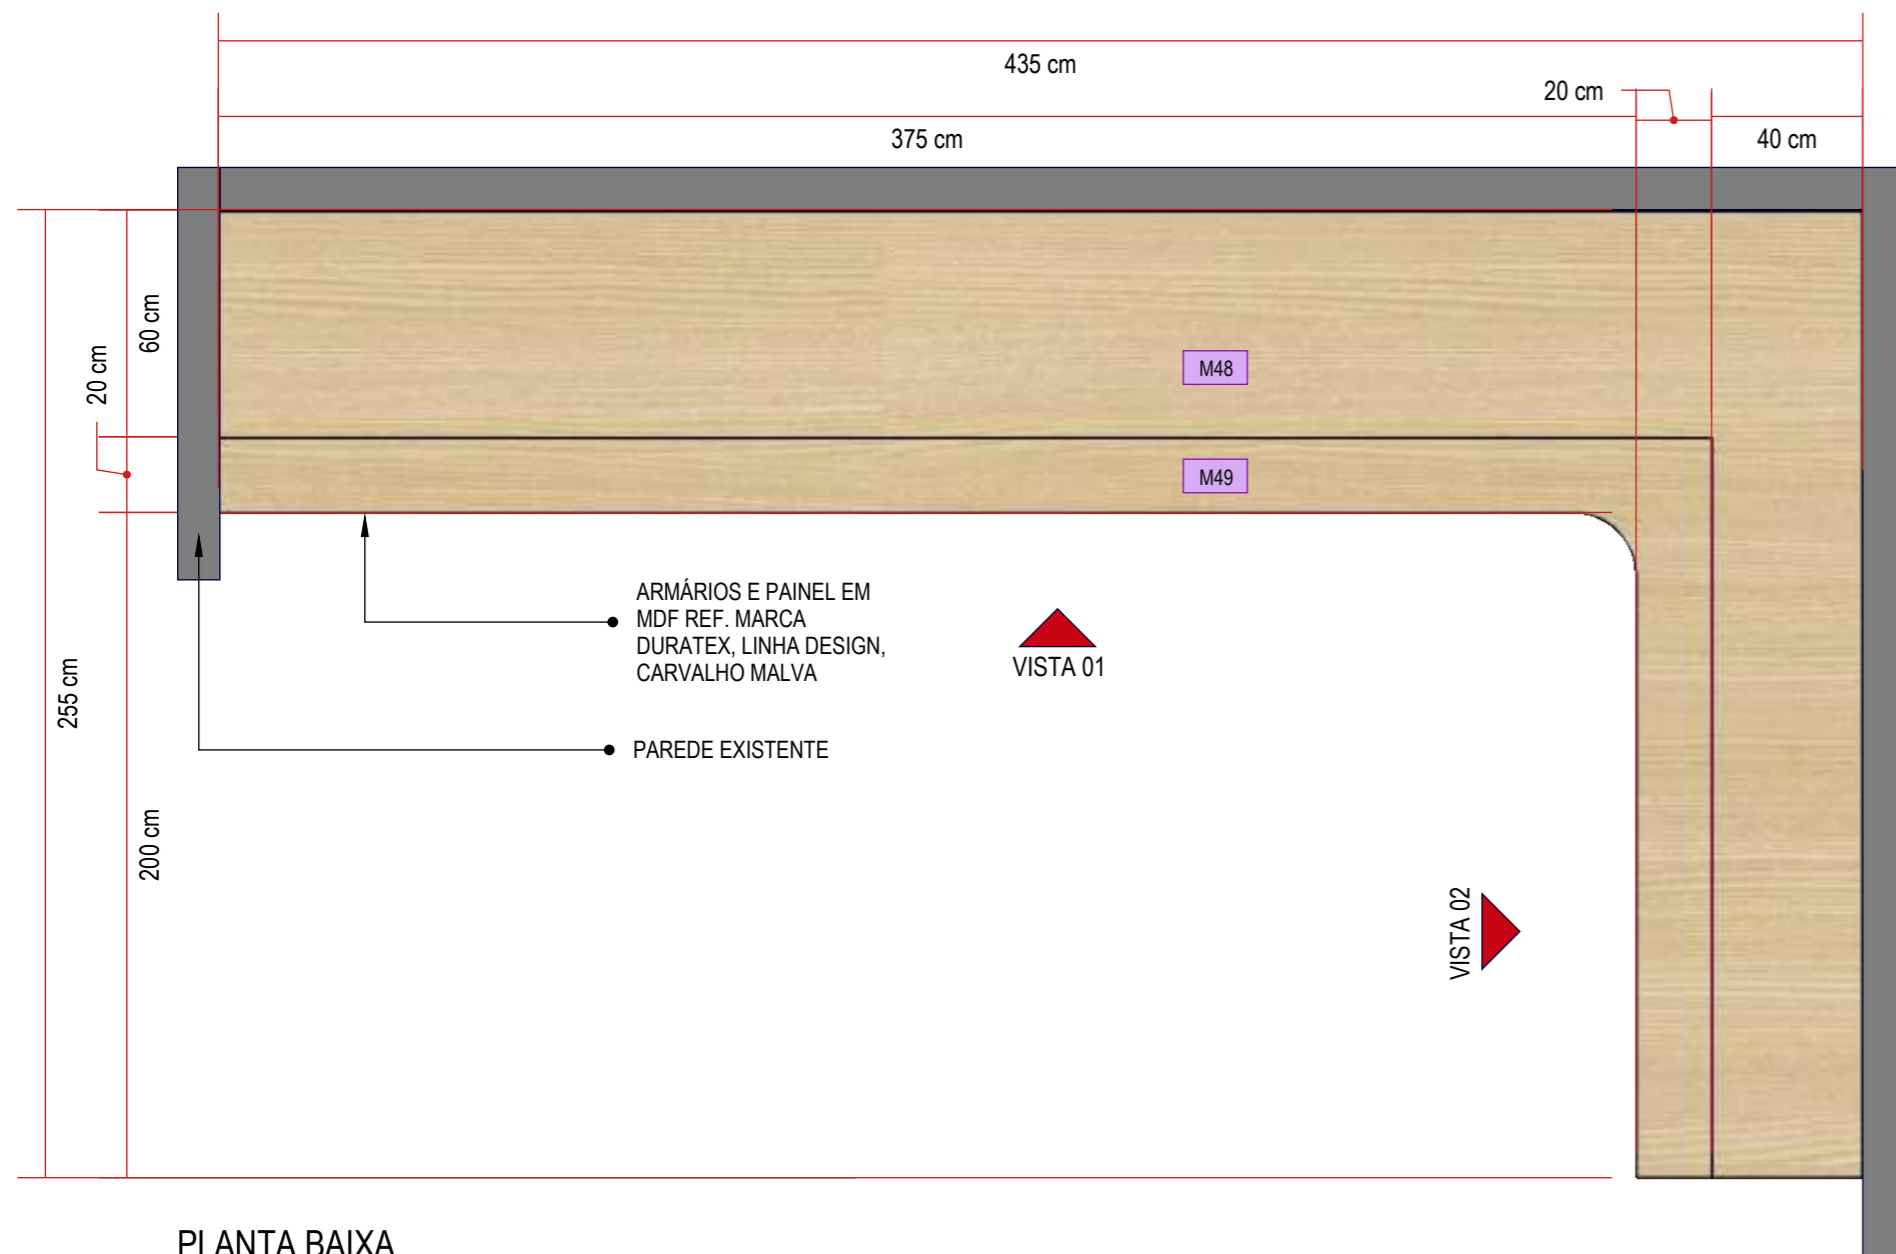 435 cm
20 cm
375 cm
40 cm
60 cm
20 cm
M48
M49
ARMÁRIOS E PAINEL EM
MDF REF. MARCA
DURATEX, LINHA DESIGN,
CARVALHO MALVA
VISTA 01
255 cm
PAREDE EXISTENTE
200 cm
VISTA 02
PLANTA BAIXA